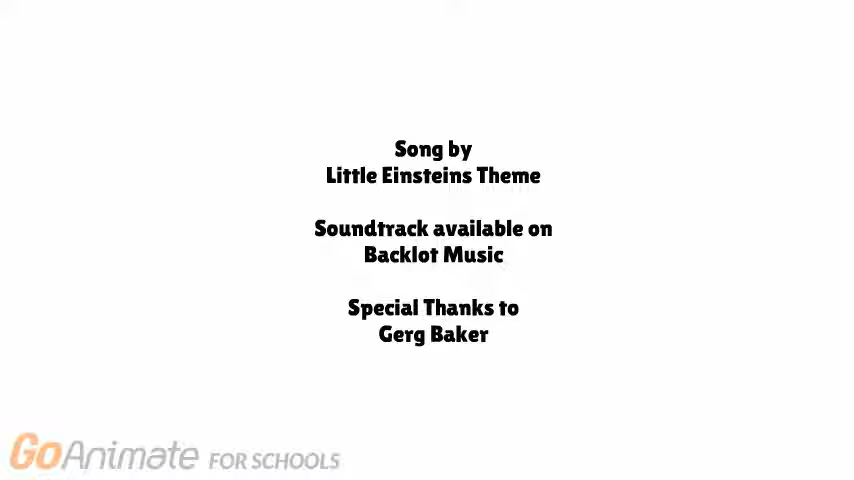 Song by
Little Einsteins Theme
Soundtrack available on
Backlot Music
Special Thanks to
Gerg Baker
GoAnimate FOR SCHOOLS